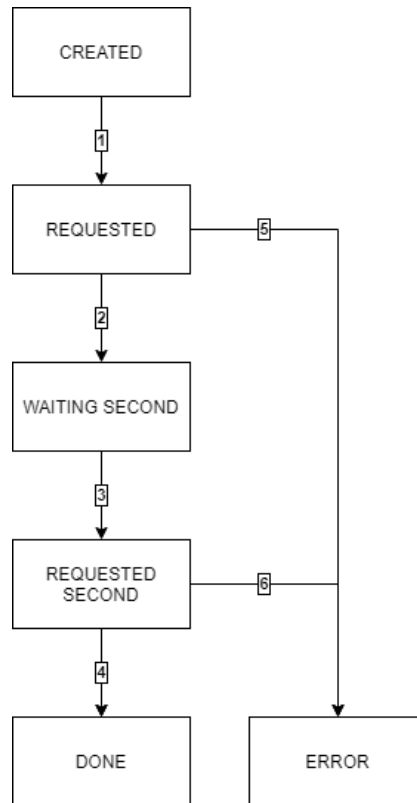 CREATED
1
REQUESTED
5
2
WAITING SECOND
3
REQUESTED
SECOND
6
4
DONE
ERROR